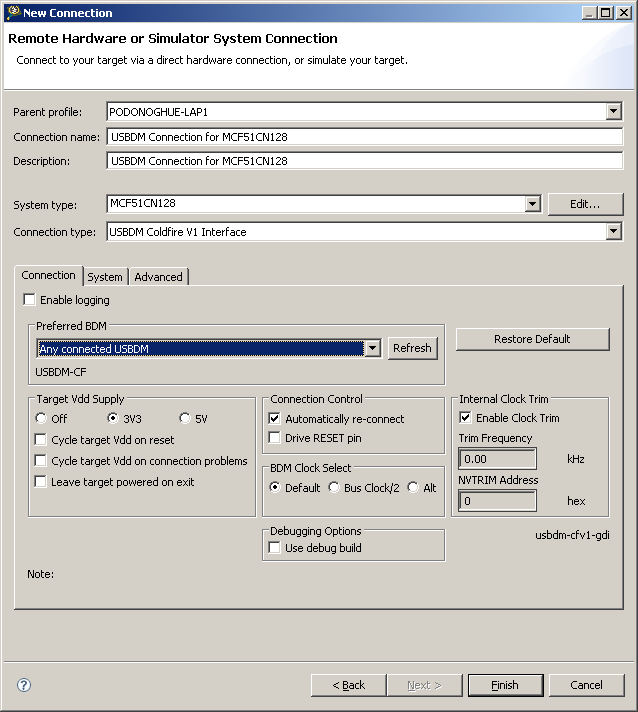 New Connection
Remote Hardware or Simulator System Connection
Connect to your target via a direct hardware connection, or simulate your target.
Parent profile: PODONOGHUE-LAP1
Connection name: USBDM Connection for MCF51CN128
Description: USBDM Connection for MCF51CN128
System type: MCF51CN128 Edit...
Connection type: USBDM Coldfire V1 Interface
Connection System Advanced
Enable logging
Preferred BDM
Any connected USBDM Refresh
USBDM-CF
Restore Default
Target Vdd Supply
Off 3V3 5V
Cycle target Vdd on reset
Cycle target Vdd on connection problems
Leave target powered on exit
Connection Control
Automatically re-connect
Drive RESET pin
BDM Clock Select
Default Bus Clock/2 Alt
Debugging Options
Use debug build
Internal Clock Trim
Enable Clock Trim
Trim Frequency
0.00 kHz
NVTRIM Address
0 hex
usbdm-cfv1-gdi
Note:
? < Back Next > Finish Cancel